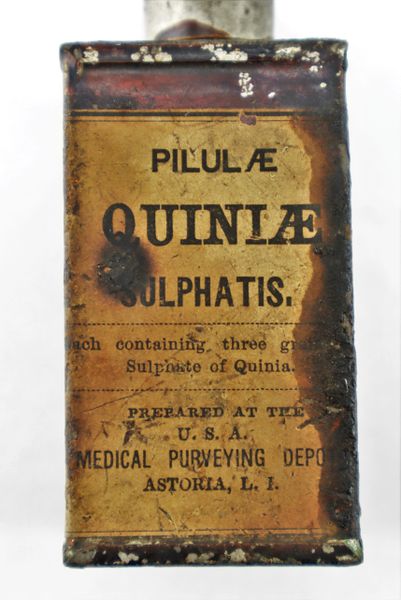 PILULÆ
QUINIÆ
SULPHATIS.
containing three
Sulphate of Quinia.
PREPARED AT THE
U. S. A.
MEDICAL PURVEYING
ASTORIA, L. I.